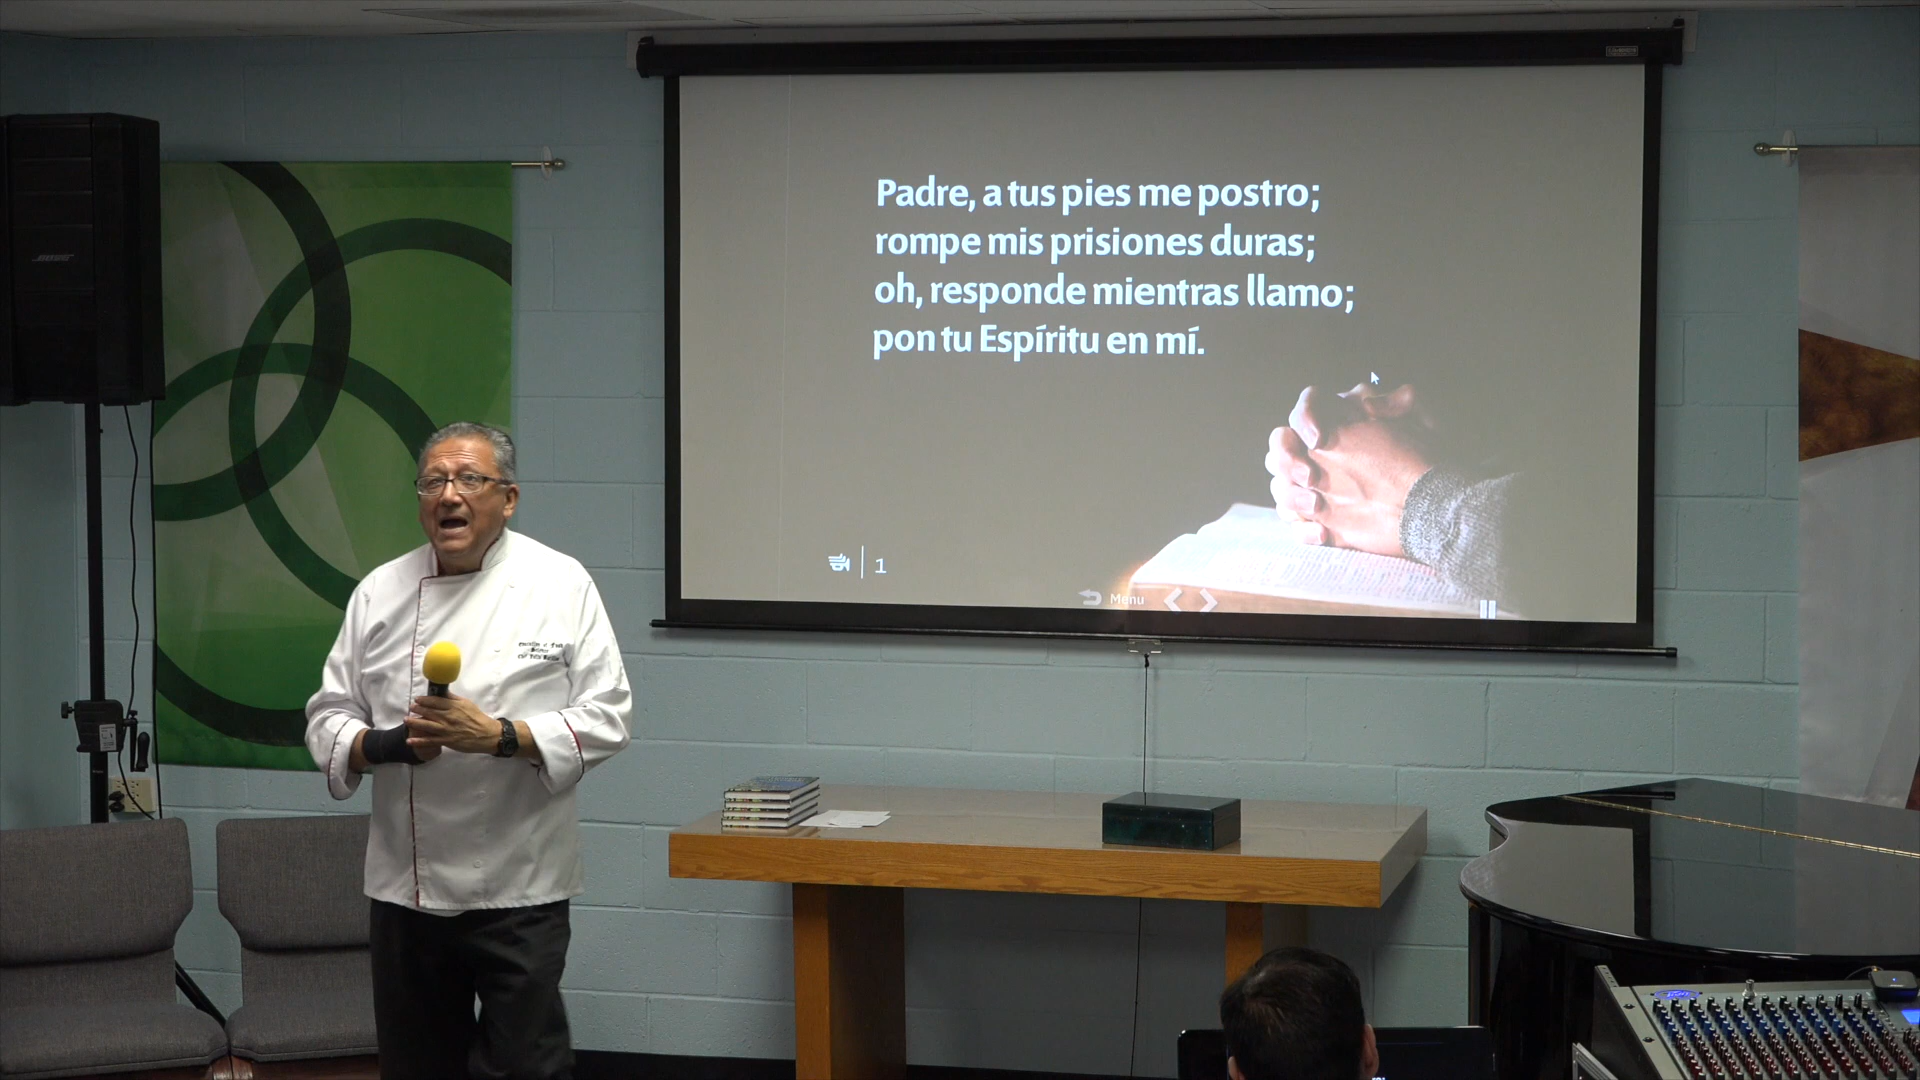 Padre, a tus pies me postro;
rompe mis prisiones duras;
oh, responde mientras llamo;
pon tu Espíritu en mí.
1
Menu
BOSE